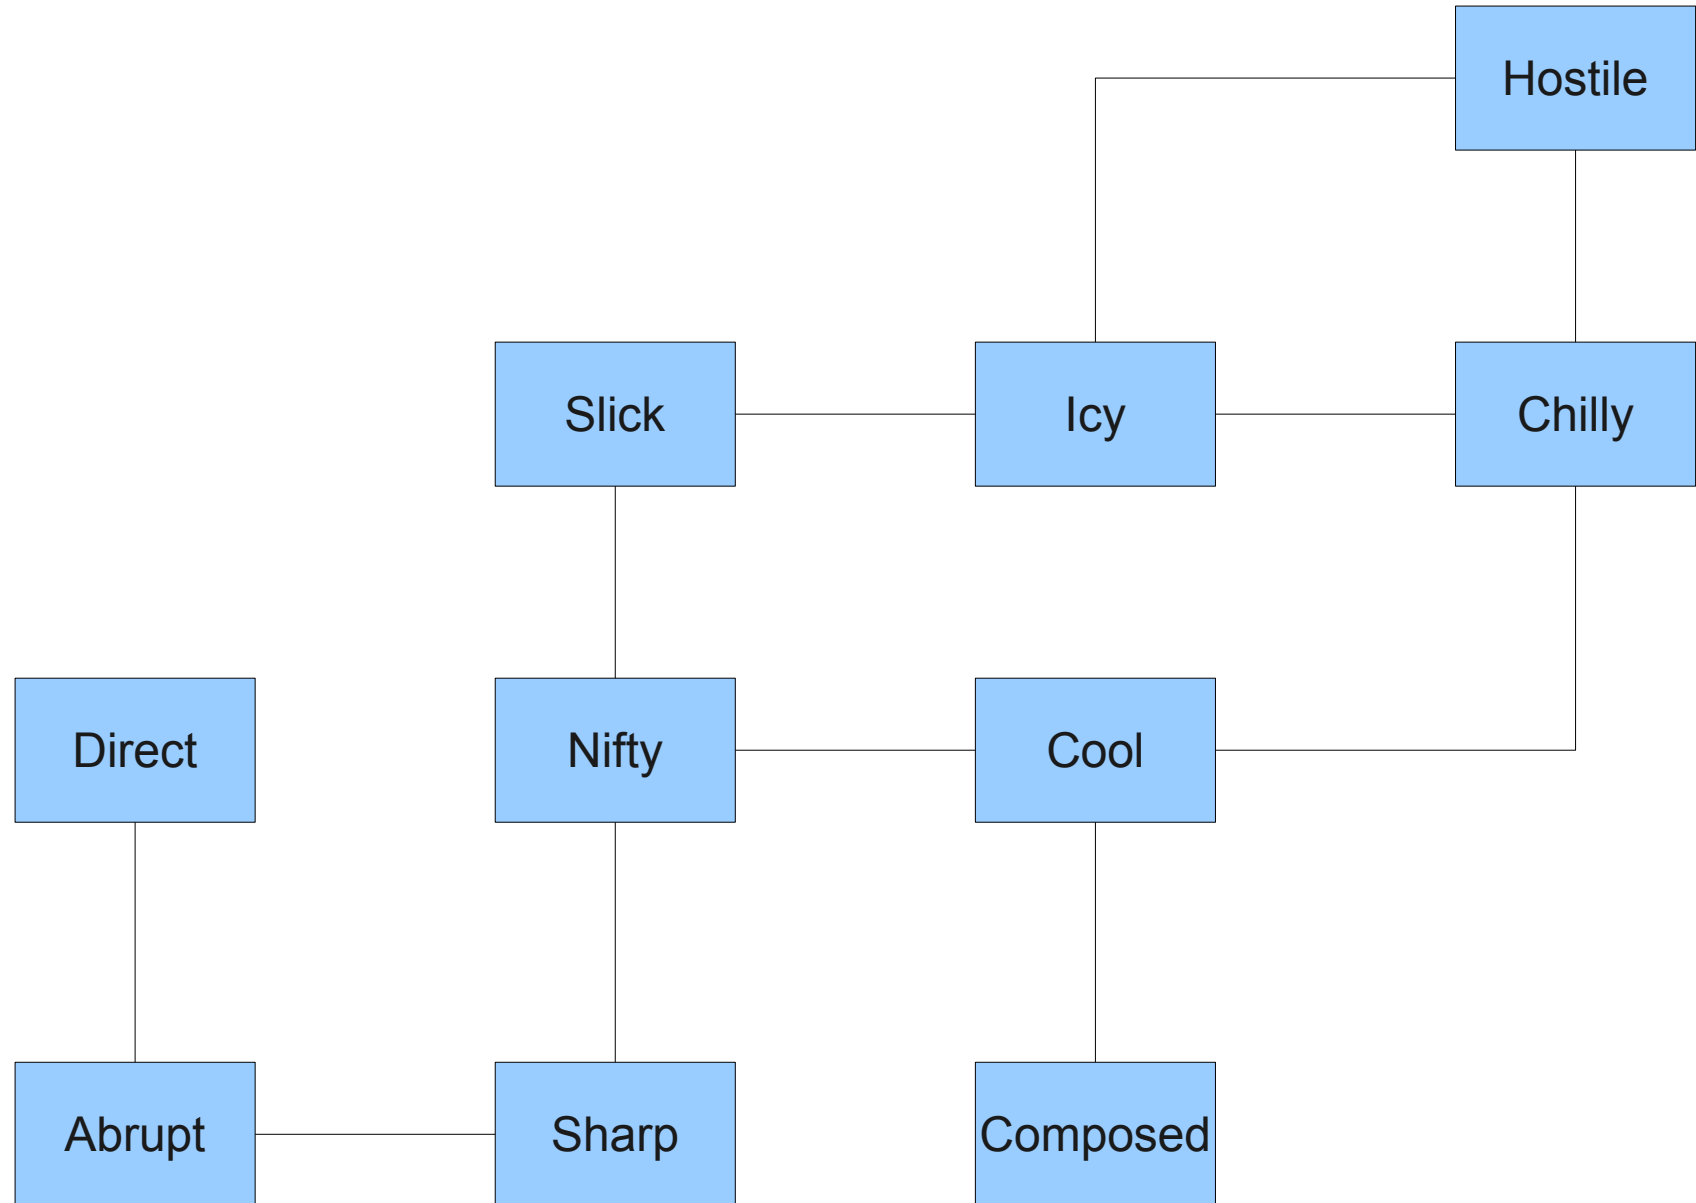 Hostile
Slick
Icy
Chilly
Direct
Nifty
Cool
Abrupt
Sharp
Composed